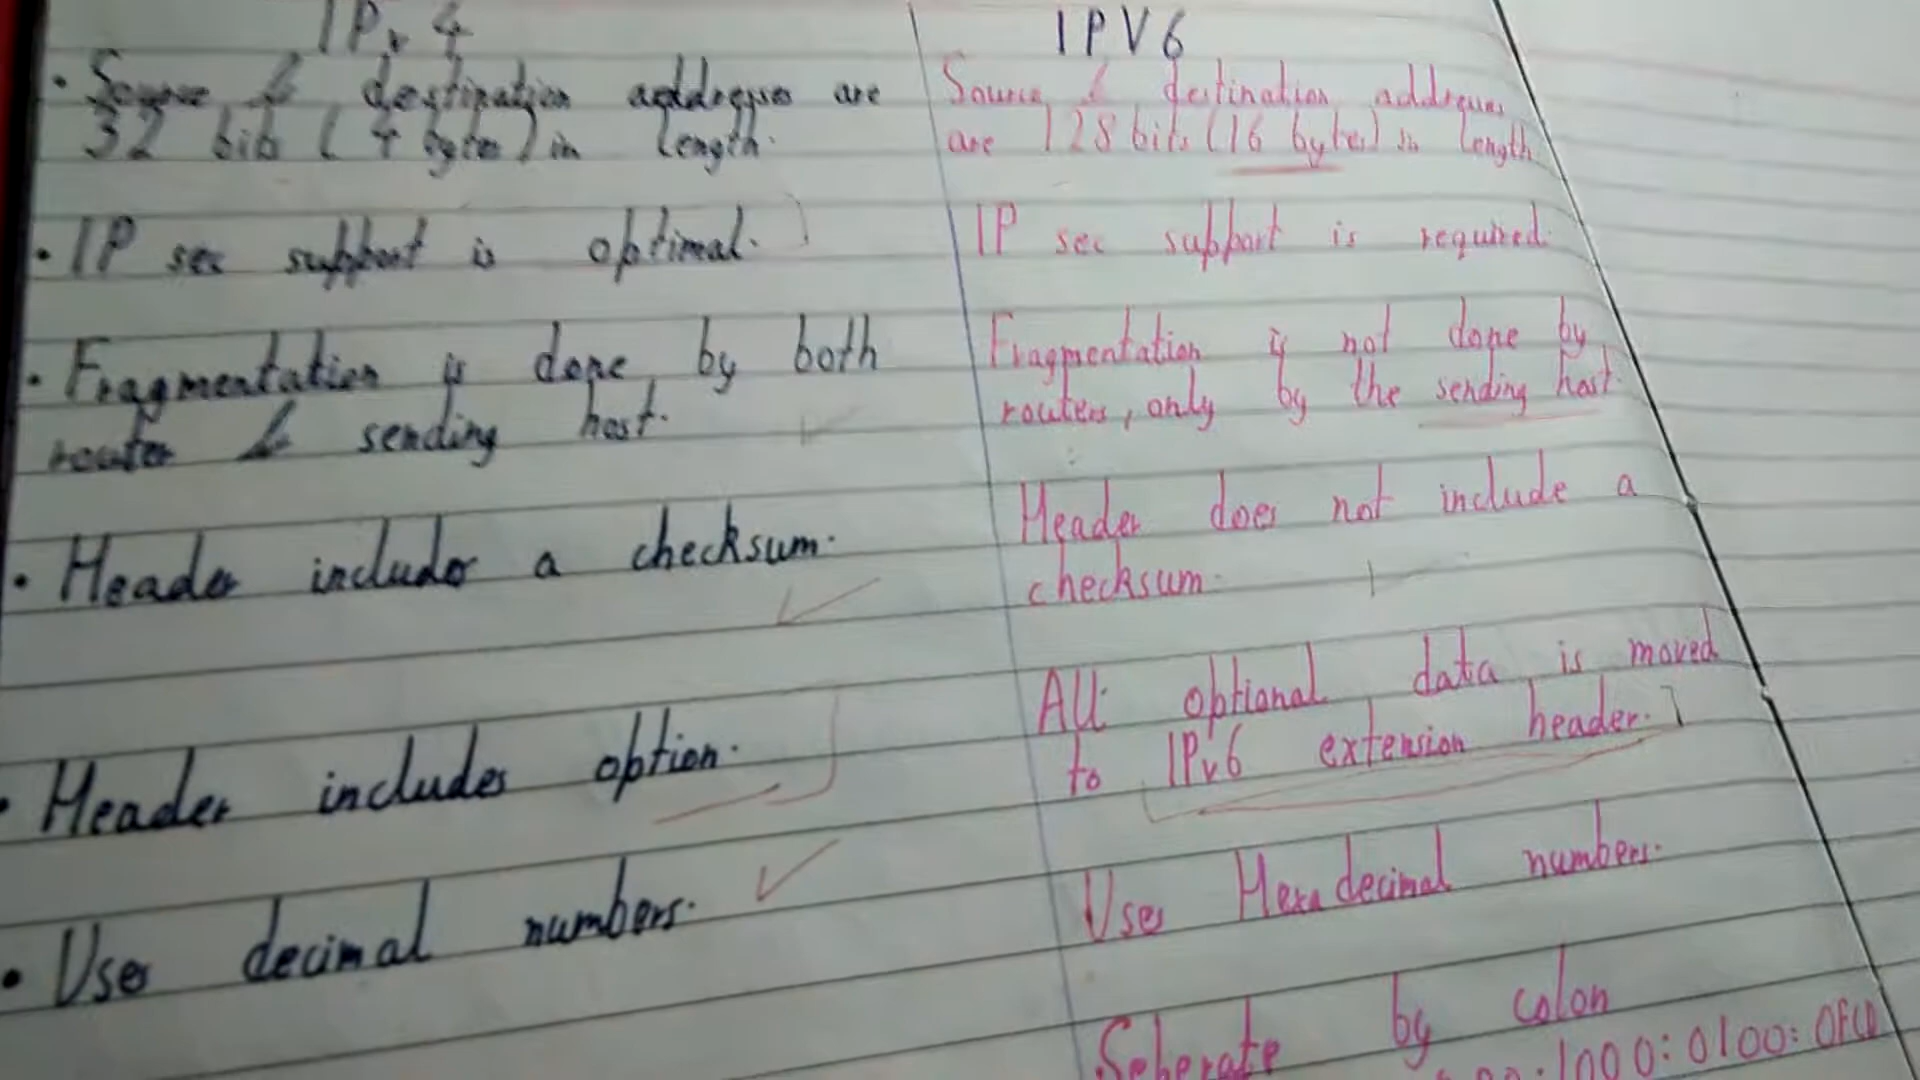 IPv4
• Source & destination addresses are
32 bits (4 bytes) in length.
• IP sec support is optimal.
• Fragmentation is done by both
router & sending host.
• Header includes a checksum.
• Header includes option.
• Uses decimal numbers.
IPV6
Source & destination addresses
are 128 bits (16 bytes) in length
IP sec support is required.
Fragmentation is not done by
routers, only by the sending host.
Header does not include a
checksum.
All optional data is moved
to IPv6 extension header.
Uses Hexadecimal numbers.
Seperate by colon
:1000:0100: